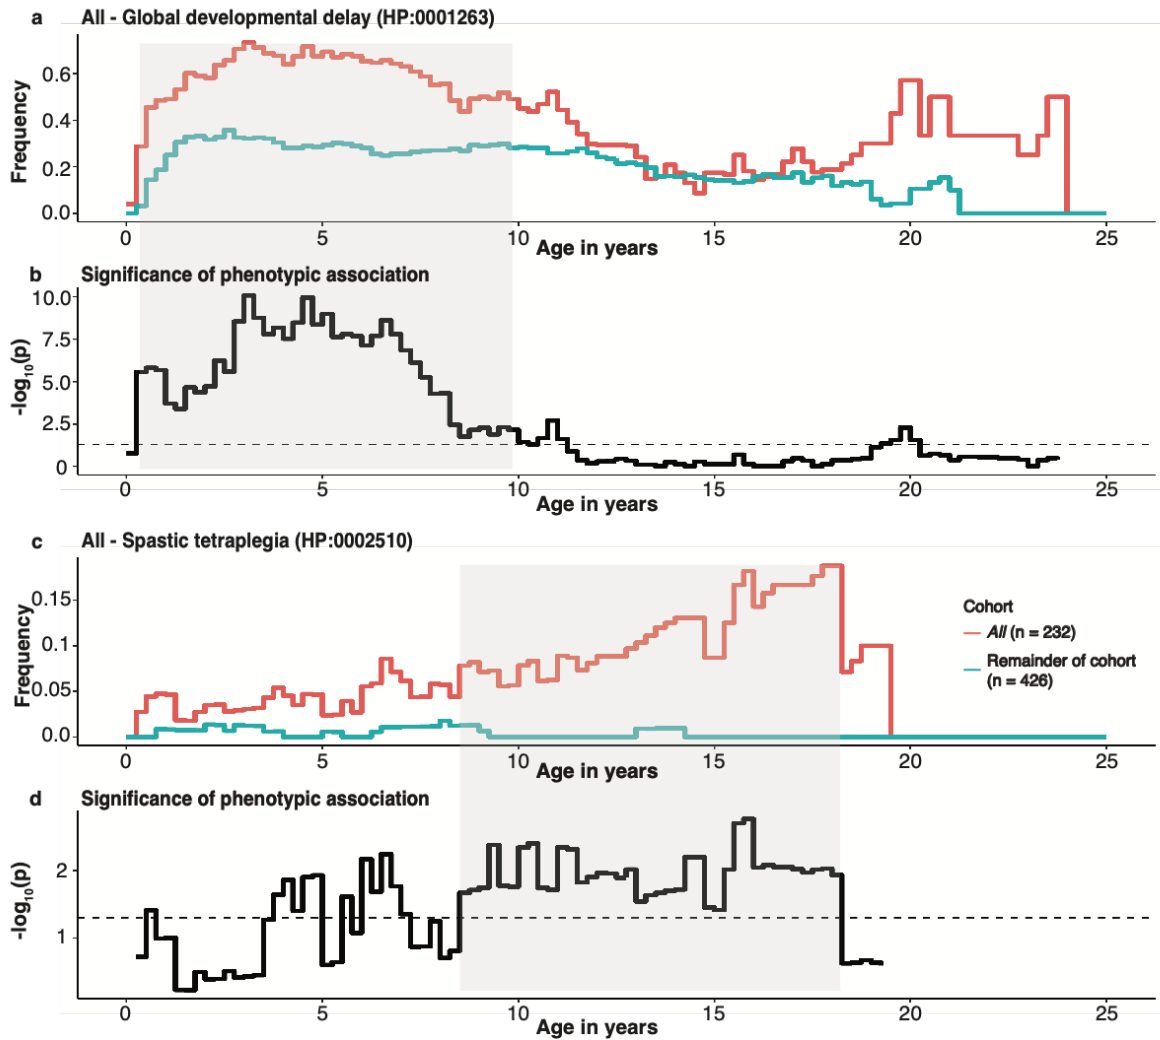 a All - Global developmental delay (HP:0001263)
Frequency
0.6
0.4
0.2
0.0
0 5 10 15 20 25
Age in years
b Significance of phenotypic association
-log10(p)
10.0
7.5
5.0
2.5
0
0 5 10 15 20 25
Age in years
c All - Spastic tetraplegia (HP:0002510)
Frequency
0.15
0.1
0.05
0.0
Cohort
All (n = 232)
Remainder of cohort
(n = 426)
0 5 10 15 20 25
Age in years
d Significance of phenotypic association
-log10(p)
2
1
0 5 10 15 20 25
Age in years